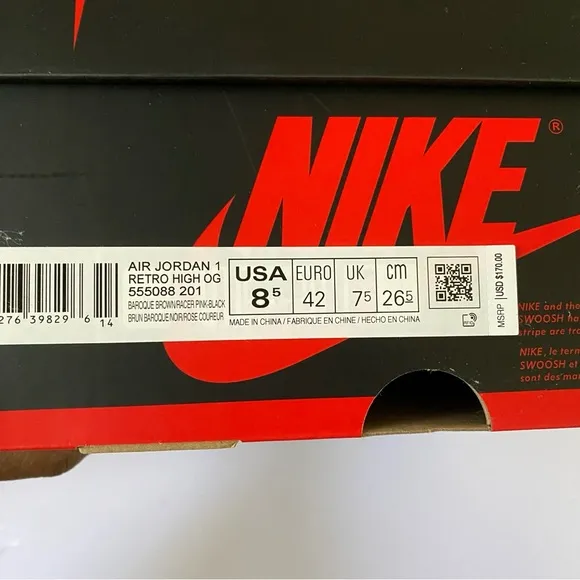 NIKE®
AIR JORDAN 1
RETRO HIGH OG
555088 201
BAROQUE BROWN/RACER PINK-BLACK
BRUN BAROQUE NOIR/ROSE COUREUR
USA
8 5
EURO
42
UK
7 5
cm
26 5
MADE IN CHINA / FABRIQUE EN CHINE / HECHO EN CHINA
276 39829 6
14
MSRP USD $170.00
NIKE and the
SWOOSH
stripe are
NIKE, le
SWOOSH et
sont des